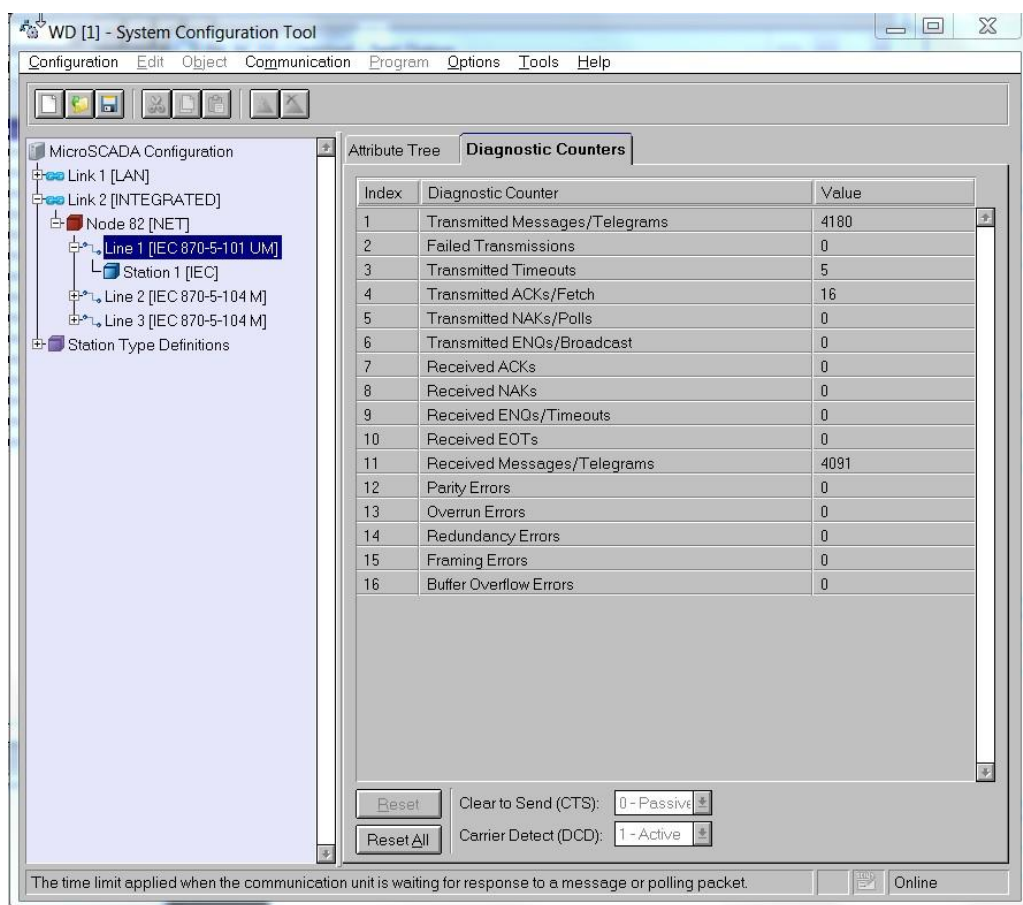 WD [1] - System Configuration Tool
Configuration Edit Object Communication Program Options Tools Help
MicroSCADA Configuration
Link 1 [LAN]
Link 2 [INTEGRATED]
Node 82 [NET]
Line 1 [IEC 870-5-101 UM]
Station 1 [IEC]
Line 2 [IEC 870-5-104 M]
Line 3 [IEC 870-5-104 M]
Station Type Definitions
Attribute Tree Diagnostic Counters
Index Diagnostic Counter Value
1 Transmitted Messages/Telegrams 4180
2 Failed Transmissions 0
3 Transmitted Timeouts 5
4 Transmitted ACKs/Fetch 16
5 Transmitted NAKs/Polls 0
6 Transmitted ENQs/Broadcast 0
7 Received ACKs 0
8 Received NAKs 0
9 Received ENQs/Timeouts 0
10 Received EOTs 0
11 Received Messages/Telegrams 4091
12 Parity Errors 0
13 Overrun Errors 0
14 Redundancy Errors 0
15 Framing Errors 0
16 Buffer Overflow Errors 0
Reset Clear to Send (CTS): 0 - Passive
Reset All Carrier Detect (DCD): 1 - Active
The time limit applied when the communication unit is waiting for response to a message or polling packet. Online